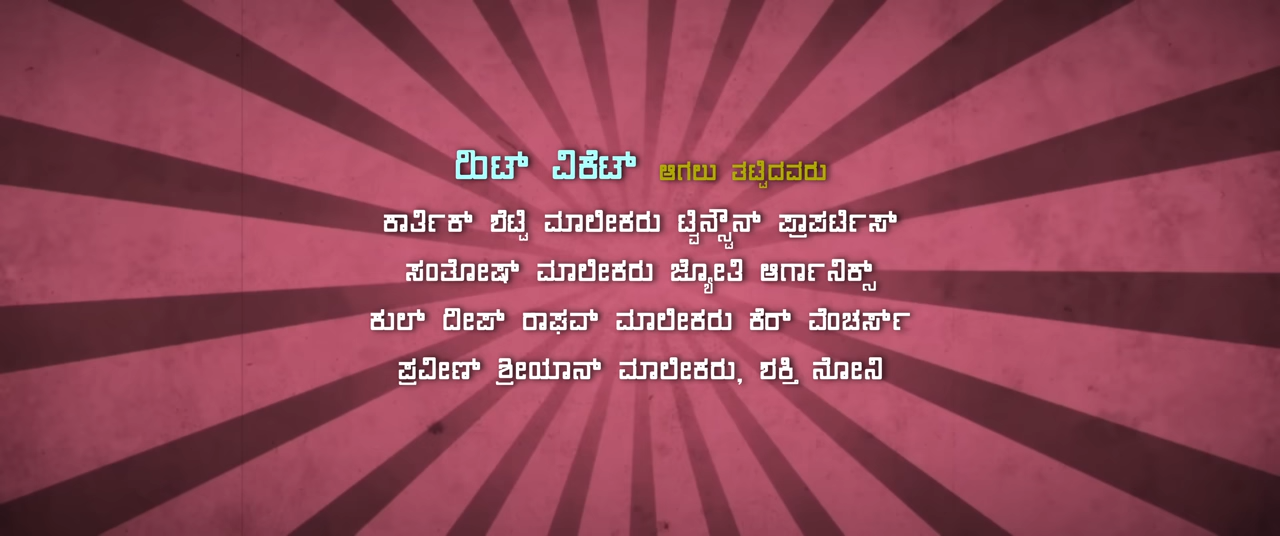 ಹಿಟ್ ವಿಕೆಟ್ ಆಗಲು ತಟ್ಟಿದವರು
ಕಾರ್ತಿಕ್ ಶೆಟ್ಟಿ ಮಾಲೀಕರು ಟ್ವಿನ್ಸ್ಟೌನ್ ಪ್ರಾಪರ್ಟಿಸ್
ಸಂತೋಷ್ ಮಾಲೀಕರು ಜ್ಯೋತಿ ಆರ್ಗಾನಿಕ್ಸ್
ಕುಲ್ ದೀಪ್ ರಾಘವ್ ಮಾಲೀಕರು ಕೆರ್ ವೆಂಚರ್ಸ್
ಪ್ರವೀಣ್ ಶ್ರೀಯಾನ್ ಮಾಲೀಕರು, ಶಕ್ತಿ ನೋನಿ